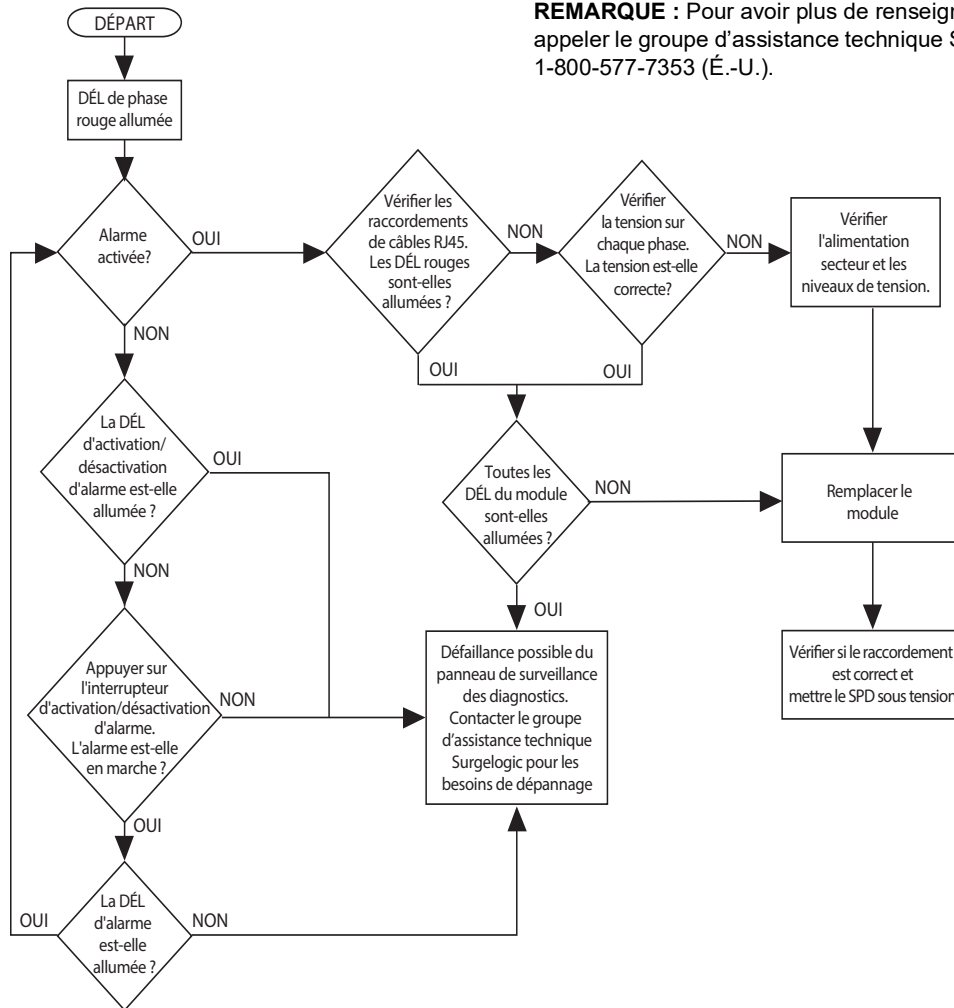 REMARQUE : Pour avoir plus de
appeler le groupe d'assistance technique
1-800-577-7353 (É.-U.).
DÉPART
DÉL de phase
rouge allumée
Alarme
activée?
OUI
NON
Vérifier les
raccordements
de câbles RJ45.
Les DÉL rouges
sont-elles
allumées ?
NON
OUI
Vérifier
la tension sur
chaque phase.
La tension est-elle
correcte?
NON
OUI
Vérifier
l'alimentation
secteur et les
niveaux de tension.
La DÉL
d'activation/
désactivation
d'alarme est-elle
allumée ?
OUI
NON
Toutes les
DÉL du module
sont-elles
allumées ?
NON
OUI
Remplacer le
module
Appuyer sur
l'interrupteur
d'activation/désactivation
d'alarme.
L'alarme est-elle
en marche ?
NON
OUI
Défaillance possible du
panneau de surveillance
des diagnostics.
Contacter le groupe
d'assistance technique
Surgelogic pour les
besoins de dépannage
Vérifier si le raccordement
est correct et
mettre le SPD sous tension
La DÉL
d'alarme
est-elle
allumée ?
OUI
NON